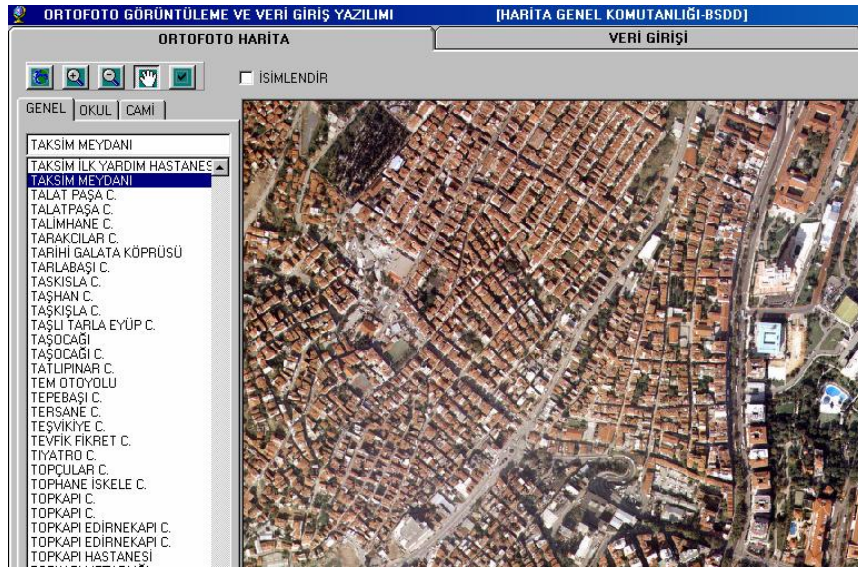 ORTOFOTO GÖRÜNTÜLEME VE VERİ GİRİŞ YAZILIMI [HARİTA GENEL KOMUTANLIĞI-BSDD]
ORTOFOTO HARİTA VERİ GİRİŞİ
İSİMLENDİR
GENEL OKUL CAMİ
TAKSİM MEYDANI
TAKSİM İLK YARDIM HASTANES
TAKSİM MEYDANI
TALAT PAŞA C.
TALATPAŞA C.
TALİMHANE C.
TARAKCILAR C.
TARİHİ GALATA KÖPRÜSÜ
TARLABAŞI C.
TASKISLA C.
TAŞHAN C.
TAŞKIŞLA C.
TAŞLI TARLA EYÜP C.
TAŞOCAĞI
TAŞOCAĞI C.
TATLIPINAR C.
TEM OTOYOLU
TEPEBAŞI C.
TERSANE C.
TEŞVİKİYE C.
TEVFİK FİKRET C.
TIYATRO C.
TOPÇULAR C.
TOPHANE İSKELE C.
TOPKAPI C.
TOPKAPI C.
TOPKAPI EDİRNEKAPI C.
TOPKAPI EDİRNEKAPI C.
TOPKAPI HASTANESİ